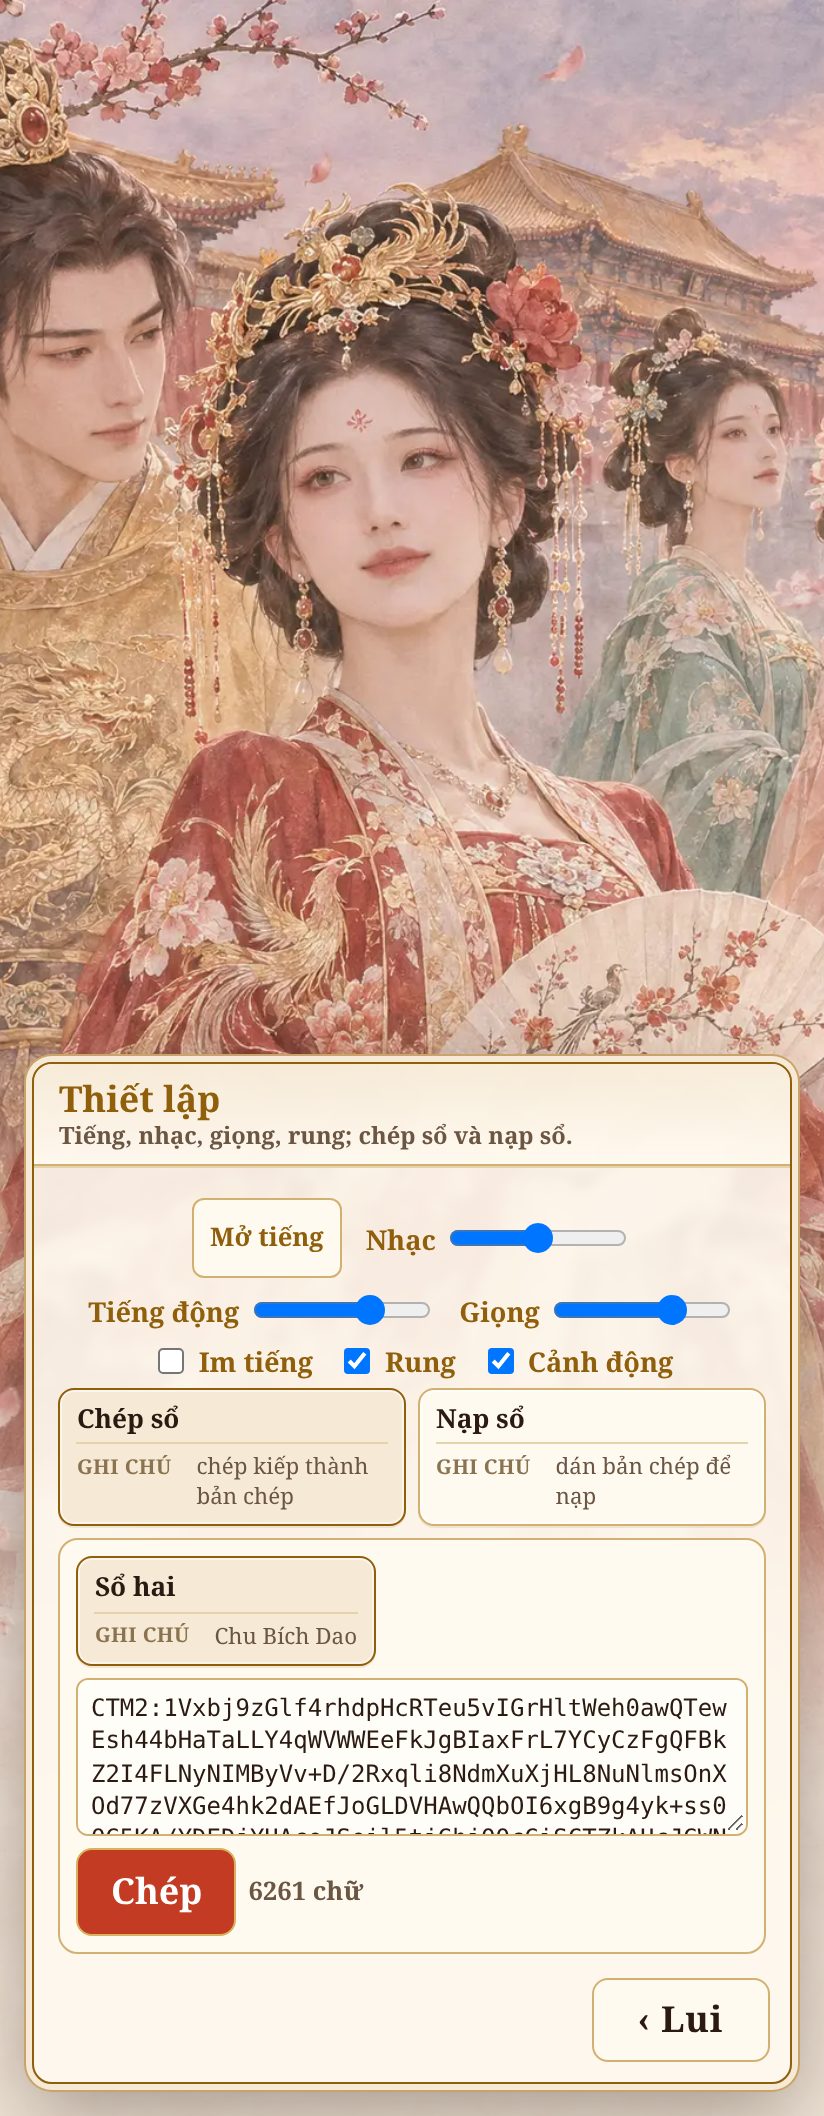 Thiết lập
Tiếng, nhạc, giọng, rung; chép sổ và nạp sổ.
Mở tiếng Nhạc
Tiếng động Giọng
Im tiếng Rung Cảnh động
Chép sổ
GHI CHÚ chép kiếp thành
bản chép
Nạp sổ
GHI CHÚ dán bản chép để
nạp
Sổ hai
GHI CHÚ Chu Bích Dao
CTM2:1Vxbj9zGlf4rhdpHcRTeu5vIGrHltWeh0awQTew
Esh44bHaTaLLY4qWVWWEeFkJgBIaxFrL7YCyCzFgQFBk
Z2I4FLNyNIMByVv+D/2Rxqli8NdmXuXjHL8NuNlmsOnX
Od77zVXGe4hk2dAEfJoGLDVHAwQQbOI6xgB9g4yk+ss0
Chép 6261 chữ
‹ Lui